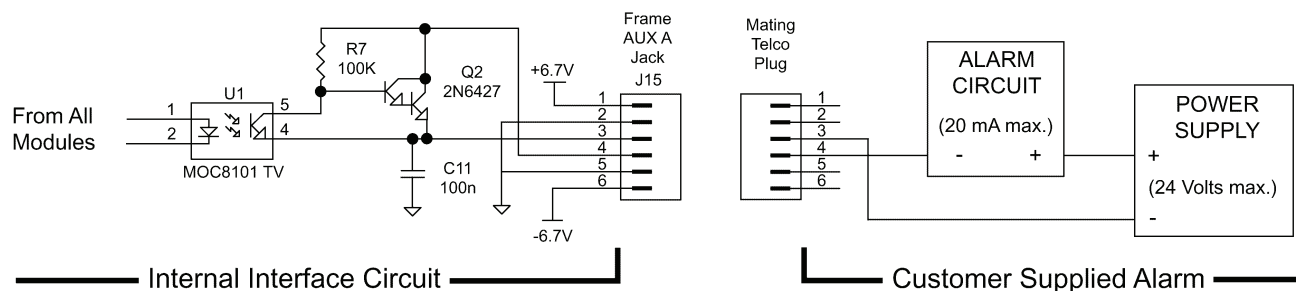 From All
Modules
1
2
U1
5
4
MOC8101 TV
R7
100K
Q2
2N6427
C11
100n
+6.7V
-6.7V
Frame
AUX A
Jack
J15
1
2
3
4
5
6
Mating
Telco
Plug
1
2
3
4
5
6
ALARM
CIRCUIT
(20 mA max.)
- +
POWER
SUPPLY
+
(24 Volts max.)
-
Internal Interface Circuit
Customer Supplied Alarm